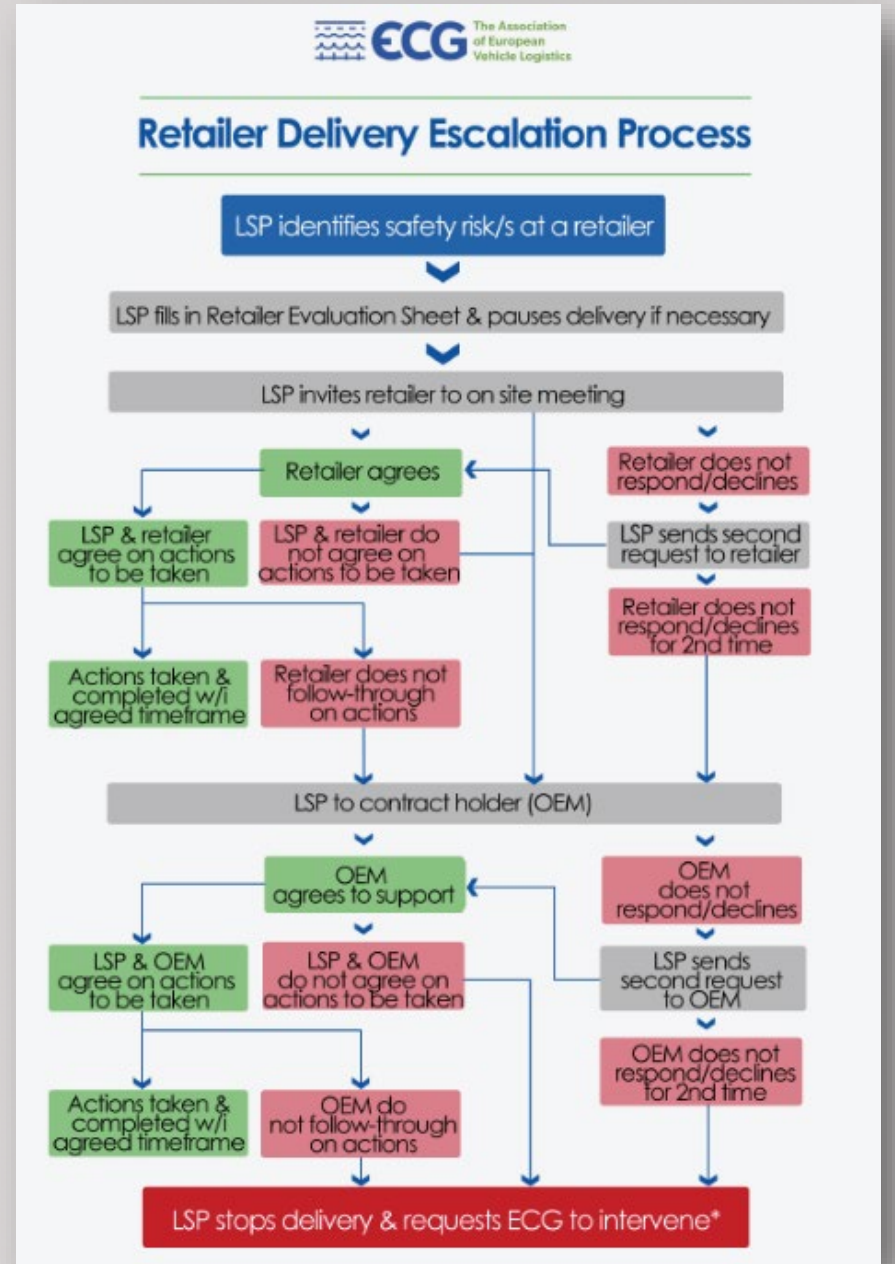 ECG
The Association
of European
Vehicle Logistics
Retailer Delivery Escalation Process
LSP identifies safety risk/s at a retailer
LSP fills in Retailer Evaluation Sheet & pauses delivery if necessary
LSP invites retailer to on site meeting
Retailer agrees
Retailer does not
respond/declines
LSP & retailer
agree on actions
to be taken
LSP & retailer do
not agree on
actions to be taken
LSP sends second
request to retailer
Retailer does not
respond/declines
for 2nd time
Actions taken &
completed w/i
agreed timeframe
Retailer does not
follow-through
on actions
LSP to contract holder (OEM)
OEM
agrees to support
OEM
does not
respond/declines
LSP & OEM
agree on actions
to be taken
LSP & OEM
do not agree on
actions to be taken
LSP sends
second request
to OEM
OEM does not
respond/declines
for 2nd time
Actions taken &
completed w/i
agreed timeframe
OEM do
not follow-through
on actions
LSP stops delivery & requests ECG to intervene*